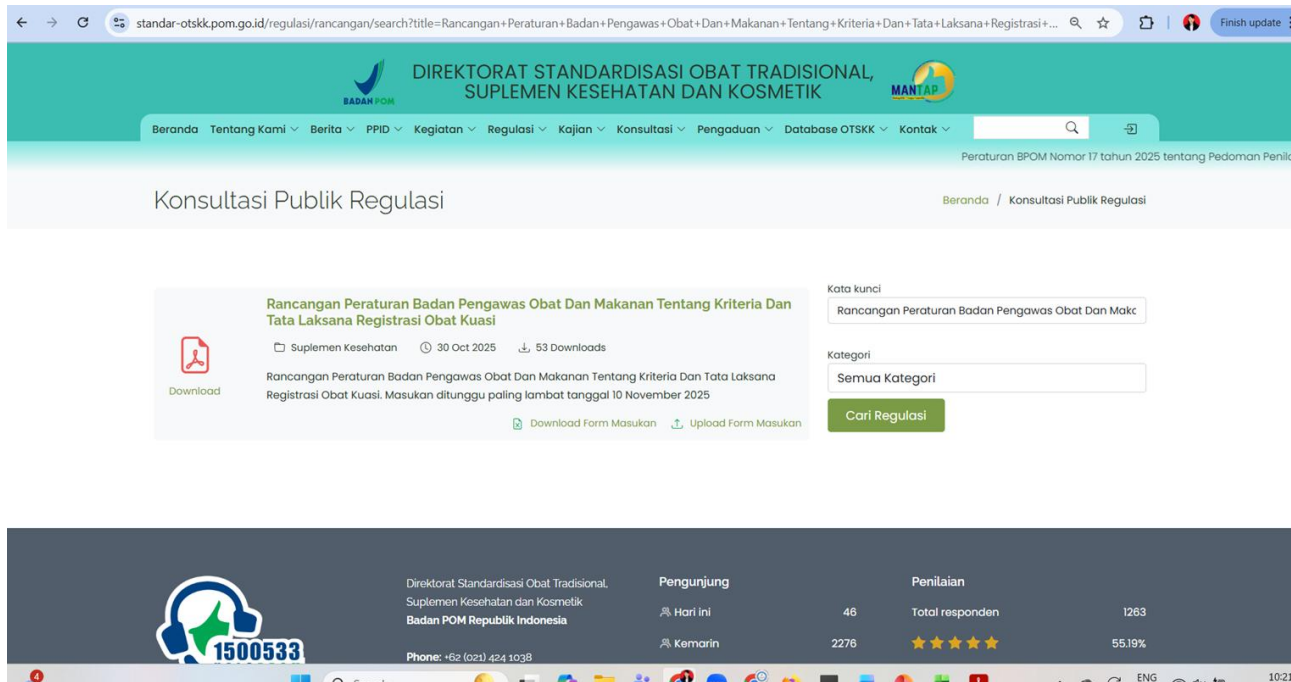 standar-otskk.pom.go.id/regulasi/rancangan/search?title=Rancangan+Peraturan+Badan+Pengawas+Obat+Dan+Makanan+Tentang+Kriteria+Dan+Tata+Laksana+Registrasi+...
Finish update
BADAN POM
DIREKTORAT STANDARDISASI OBAT TRADISIONAL,
SUPLEMEN KESEHATAN DAN KOSMETIK
MANTAP
Beranda Tentang Kami Berita PPID Kegiatan Regulasi Kajian Konsultasi Pengaduan Database OTSKK Kontak
Peraturan BPOM Nomor 17 tahun 2025 tentang Pedoman
Konsultasi Publik Regulasi
Beranda / Konsultasi Publik Regulasi
Rancangan Peraturan Badan Pengawas Obat Dan Makanan Tentang Kriteria Dan
Tata Laksana Registrasi Obat Kuasi
Suplemen Kesehatan 30 Oct 2025 53 Downloads
Rancangan Peraturan Badan Pengawas Obat Dan Makanan Tentang Kriteria Dan Tata Laksana
Registrasi Obat Kuasi. Masukan ditunggu paling lambat tanggal 10 November 2025
Download
Download Form Masukan Upload Form Masukan
Kata kunci
Rancangan Peraturan Badan Pengawas Obat Dan
Kategori
Semua Kategori
Cari Regulasi
1500533
Direktorat Standardisasi Obat Tradisional,
Suplemen Kesehatan dan Kosmetik
Badan POM Republik Indonesia
Phone: +62 (021) 424 1038
Pengunjung
Hari ini 46
Kemarin 2276
Penilaian
Total responden 1263
55.19%
4
ENG
10:21